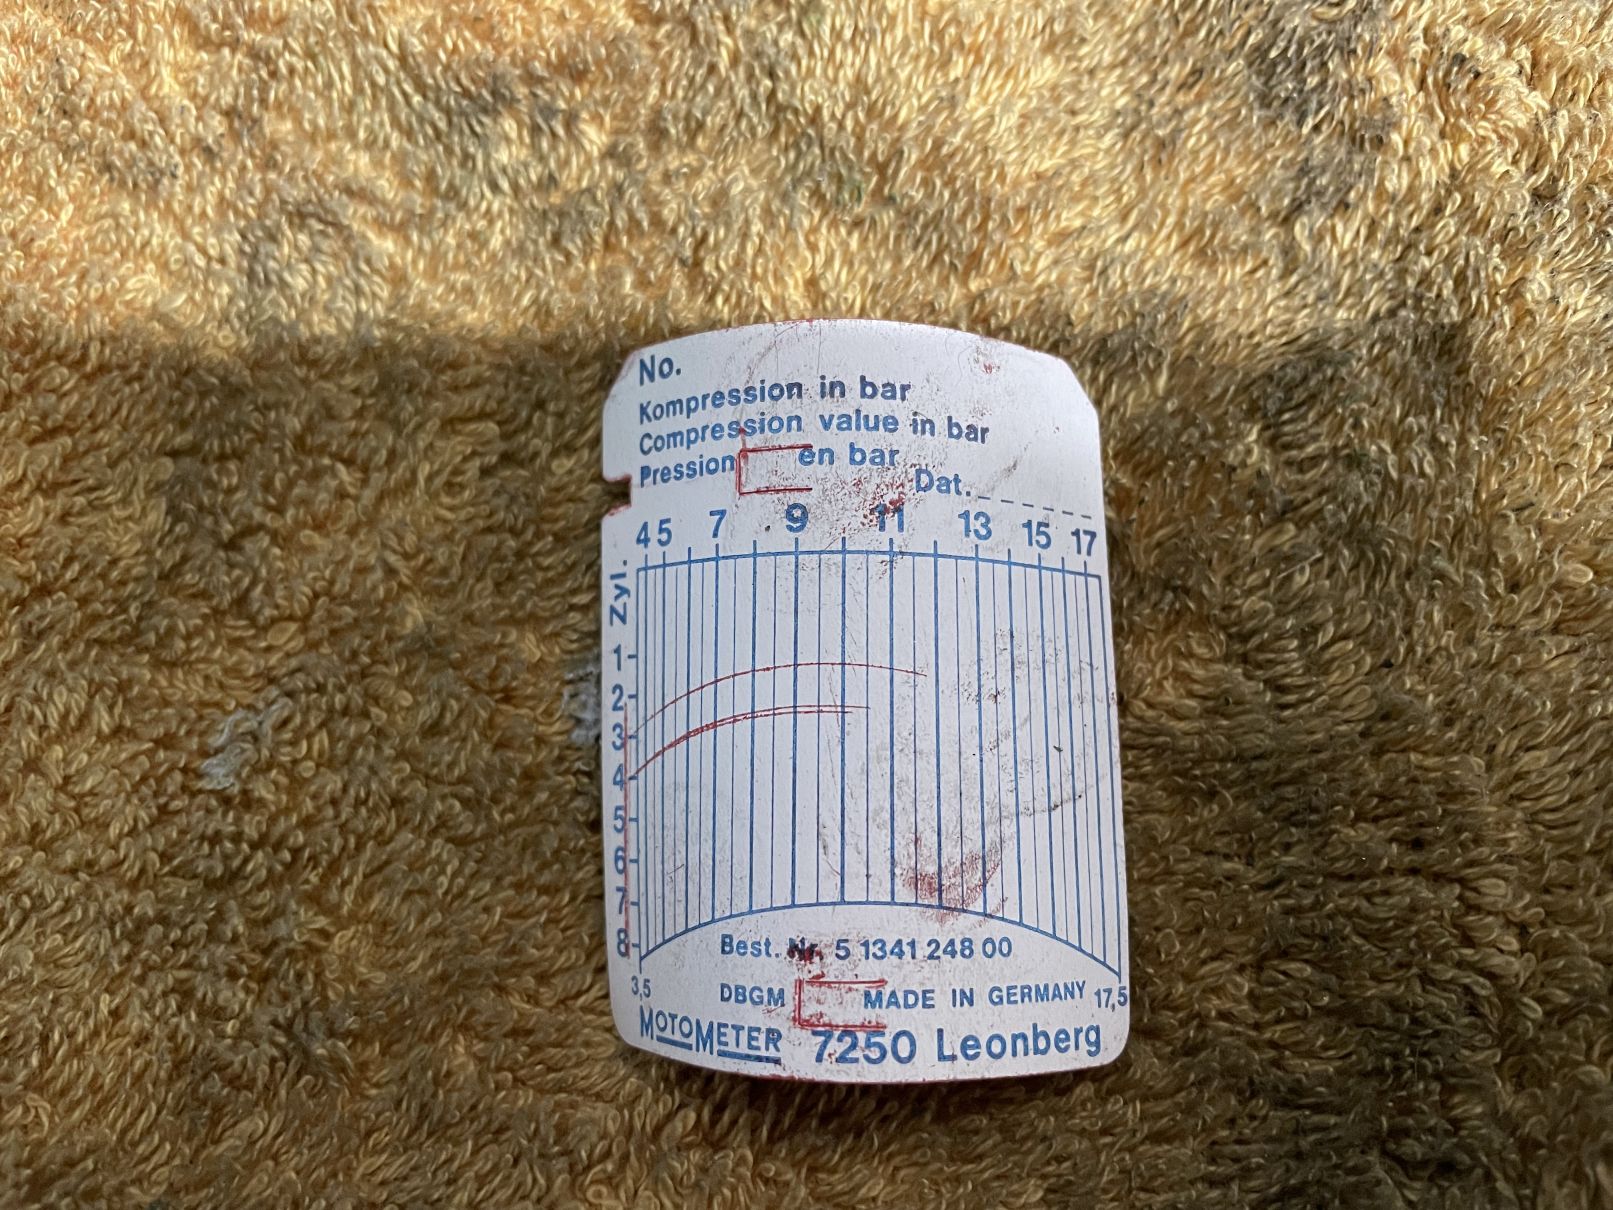 No.
Kompression in bar
Compression value in bar
Pression en bar
Dat.
4 5 7 9 11 13 15 17
Zyl.
1
2
3
4
5
6
7
8
Best. Nr. 5 1341 248 00
3,5 DBGM MADE IN GERMANY 17,5
MOTOMETER 7250 Leonberg